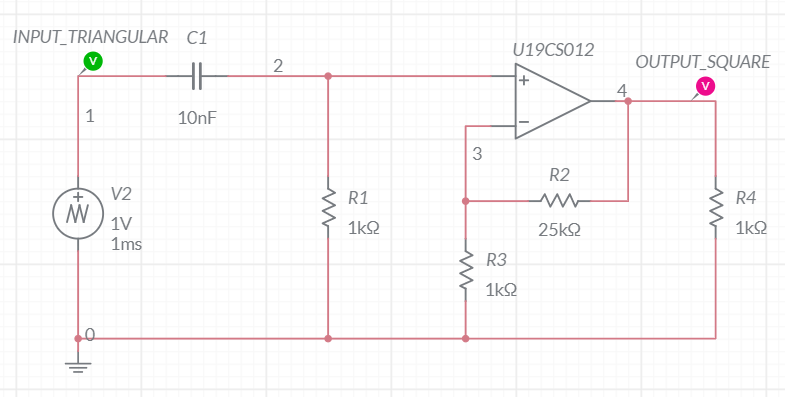 INPUT_TRIANGULAR
V
C1
10nF
2
1
V2
1V
1ms
0
R1
1kΩ
U19CS012
+
−
3
4
R2
25kΩ
R3
1kΩ
OUTPUT_SQUARE
V
R4
1kΩ